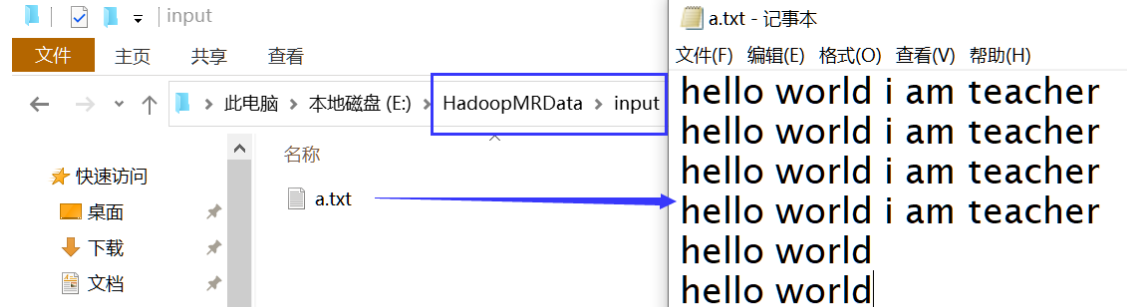 input
文件 主页 共享 查看
此电脑 本地磁盘 (E:) HadoopMRData input
快速访问
桌面
下载
文档
名称
a.txt
a.txt - 记事本
文件(F) 编辑(E) 格式(O) 查看(V) 帮助(H)
hello world i am teacher
hello world i am teacher
hello world i am teacher
hello world i am teacher
hello world
hello world